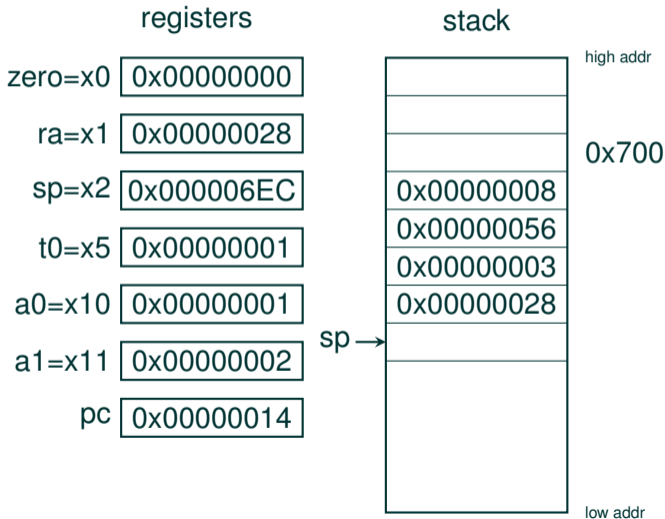 registers
zero=x0 0x00000000
ra=x1 0x00000028
sp=x2 0x000006EC
t0=x5 0x00000001
a0=x10 0x00000001
a1=x11 0x00000002
pc 0x00000014
stack
high addr
0x700
0x00000008
0x00000056
0x00000003
0x00000028
sp
low addr